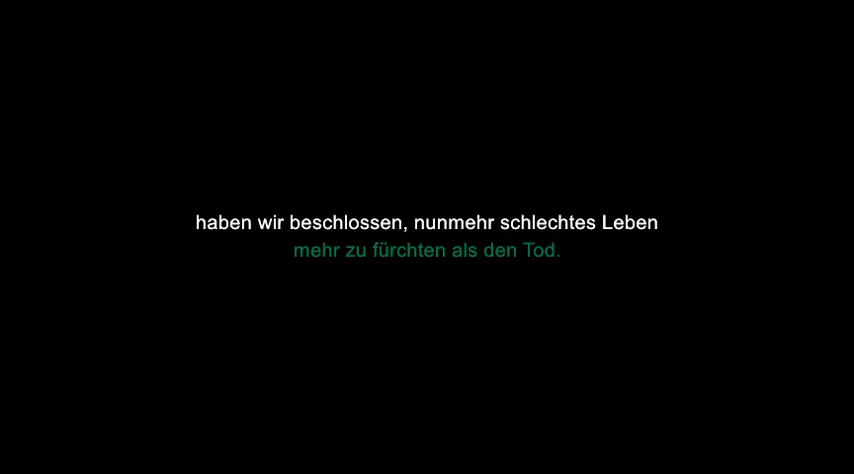 haben wir beschlossen, nunmehr schlechtes Leben
mehr zu fürchten als den Tod.